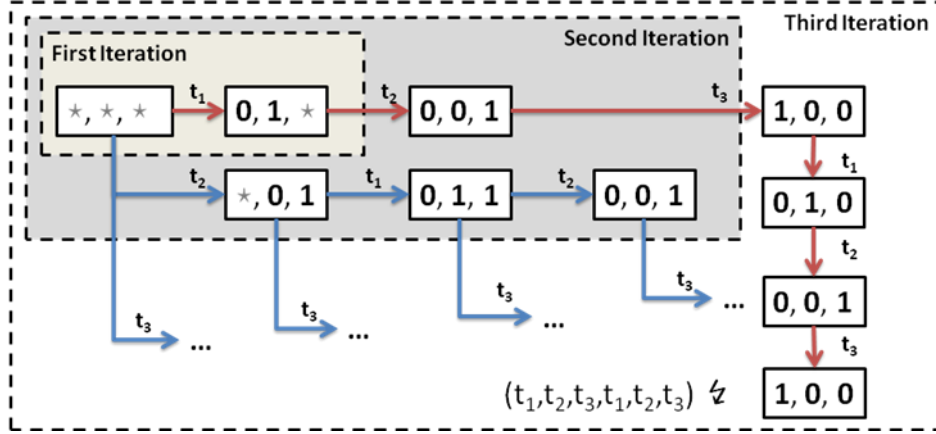 Third Iteration
Second Iteration
First Iteration
t₁ t₂ t₃
*, *, * 0, 1, * 0, 0, 1 1, 0, 0
t₂ t₁ t₂ t₁
*, 0, 1 0, 1, 1 0, 0, 1 0, 1, 0
t₂
t₃ t₃ t₃ t₃
... ... ... ... 0, 0, 1
t₃
(t₁,t₂,t₃,t₁,t₂,t₃) ↯ 1, 0, 0